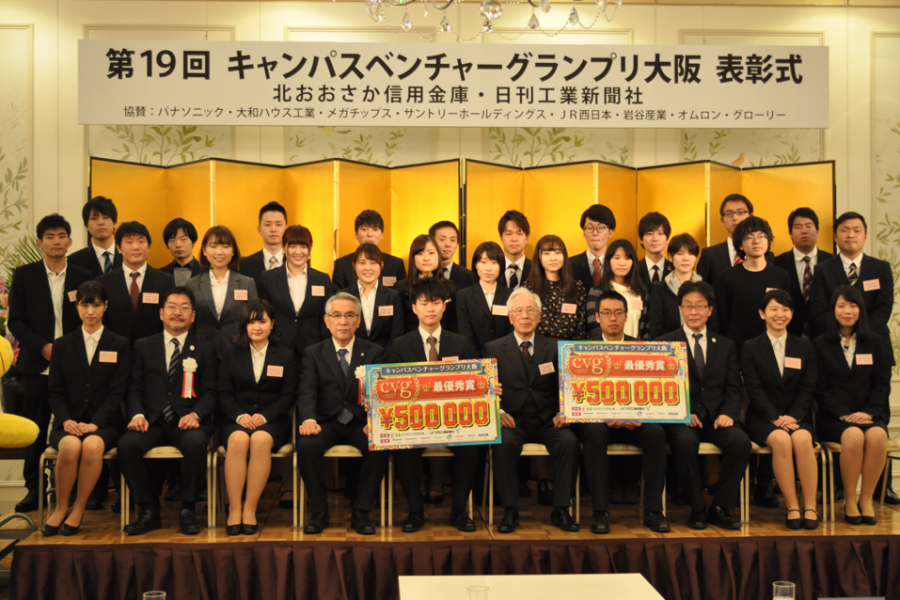 第19回 キャンパスベンチャーグランプリ大阪 表彰式
北おおさか信用金庫・日刊工業新聞社
協賛：パナソニック・大和ハウス工業・メガチップス・サントリーホールディングス・ＪＲ西日本・岩谷産業・オムロン・グローリー
キャンパスベンチャーグランプリ大阪
cvg 最優秀賞
¥500000
キャンパスベンチャーグランプリ大阪
cvg 最優秀賞
¥500000